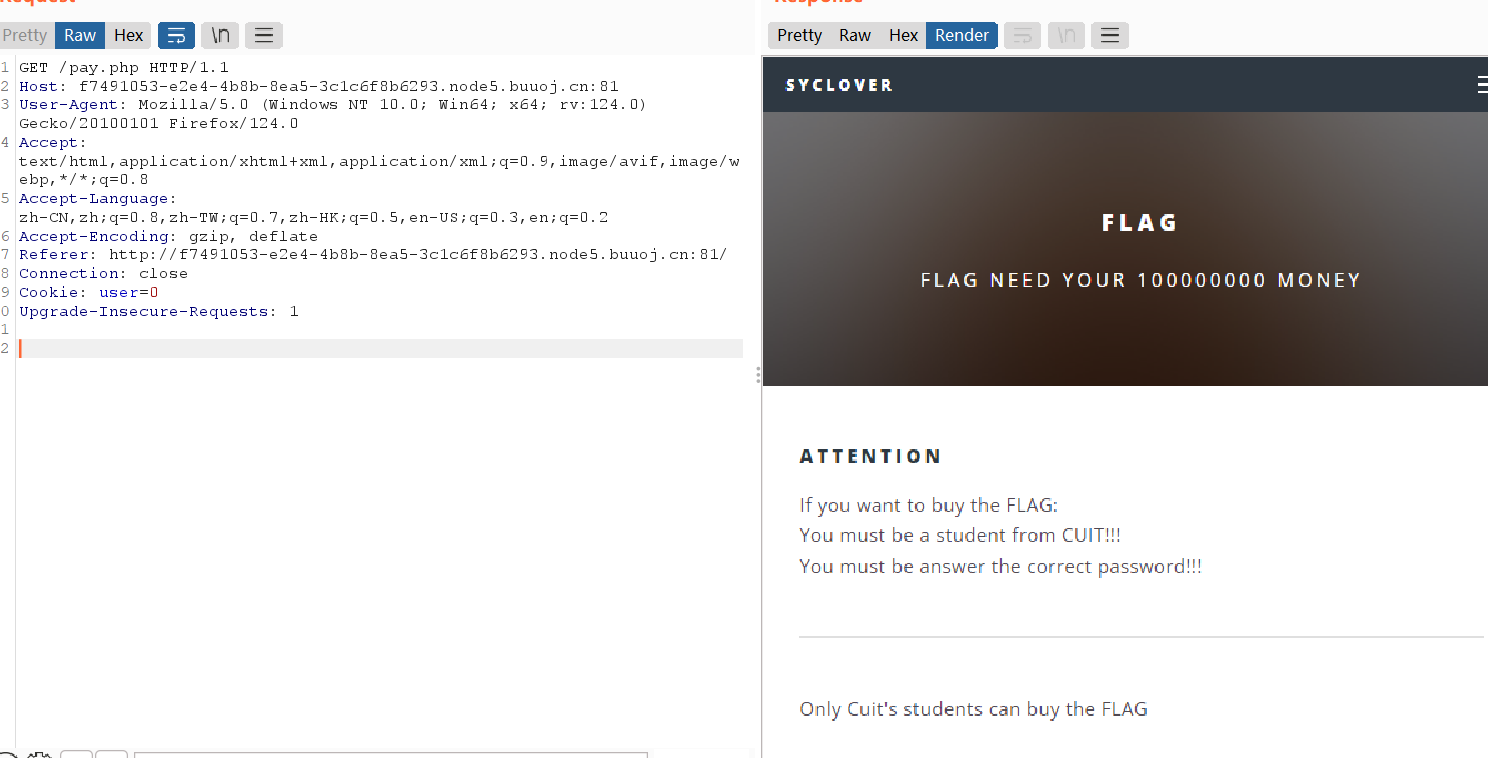 Request
Pretty Raw Hex \n
1 GET /pay.php HTTP/1.1
2 Host: f7491053-e2e4-4b8b-8ea5-3c1c6f8b6293.node5.buuoj.cn:81
3 User-Agent: Mozilla/5.0 (Windows NT 10.0; Win64; x64; rv:124.0)
Gecko/20100101 Firefox/124.0
4 Accept:
text/html,application/xhtml+xml,application/xml;q=0.9,image/avif,image/w
ebp,*/*;q=0.8
5 Accept-Language:
zh-CN,zh;q=0.8,zh-TW;q=0.7,zh-HK;q=0.5,en-US;q=0.3,en;q=0.2
6 Accept-Encoding: gzip, deflate
7 Referer: http://f7491053-e2e4-4b8b-8ea5-3c1c6f8b6293.node5.buuoj.cn:81/
8 Connection: close
9 Cookie: user=0
0 Upgrade-Insecure-Requests: 1
1
2
Response
Pretty Raw Hex Render \n
SYCLOVER
FLAG
FLAG NEED YOUR 100000000 MONEY
ATTENTION
If you want to buy the FLAG:
You must be a student from CUIT!!!
You must be answer the correct password!!!
Only Cuit's students can buy the FLAG